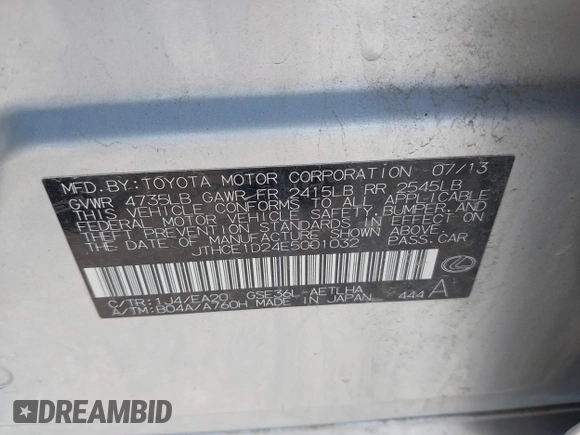 MFD. BY: TOYOTA MOTOR CORPORATION 07/13
GVWR 4735LB GAWR FR 2415LB RR 2545LB
THIS VEHICLE CONFORMS TO ALL APPLICABLE
FEDERAL MOTOR VEHICLE SAFETY, BUMPER, AND
THEFT PREVENTION STANDARDS IN EFFECT ON
THE DATE OF MANUFACTURE SHOWN ABOVE.
JTHCE1D24E5001032 PASS.CAR
C/TR: 1J4/EA20 GSE36L-AETLHA
A/TM: B04A/A760H MADE IN JAPAN 444 A
DREAMBID